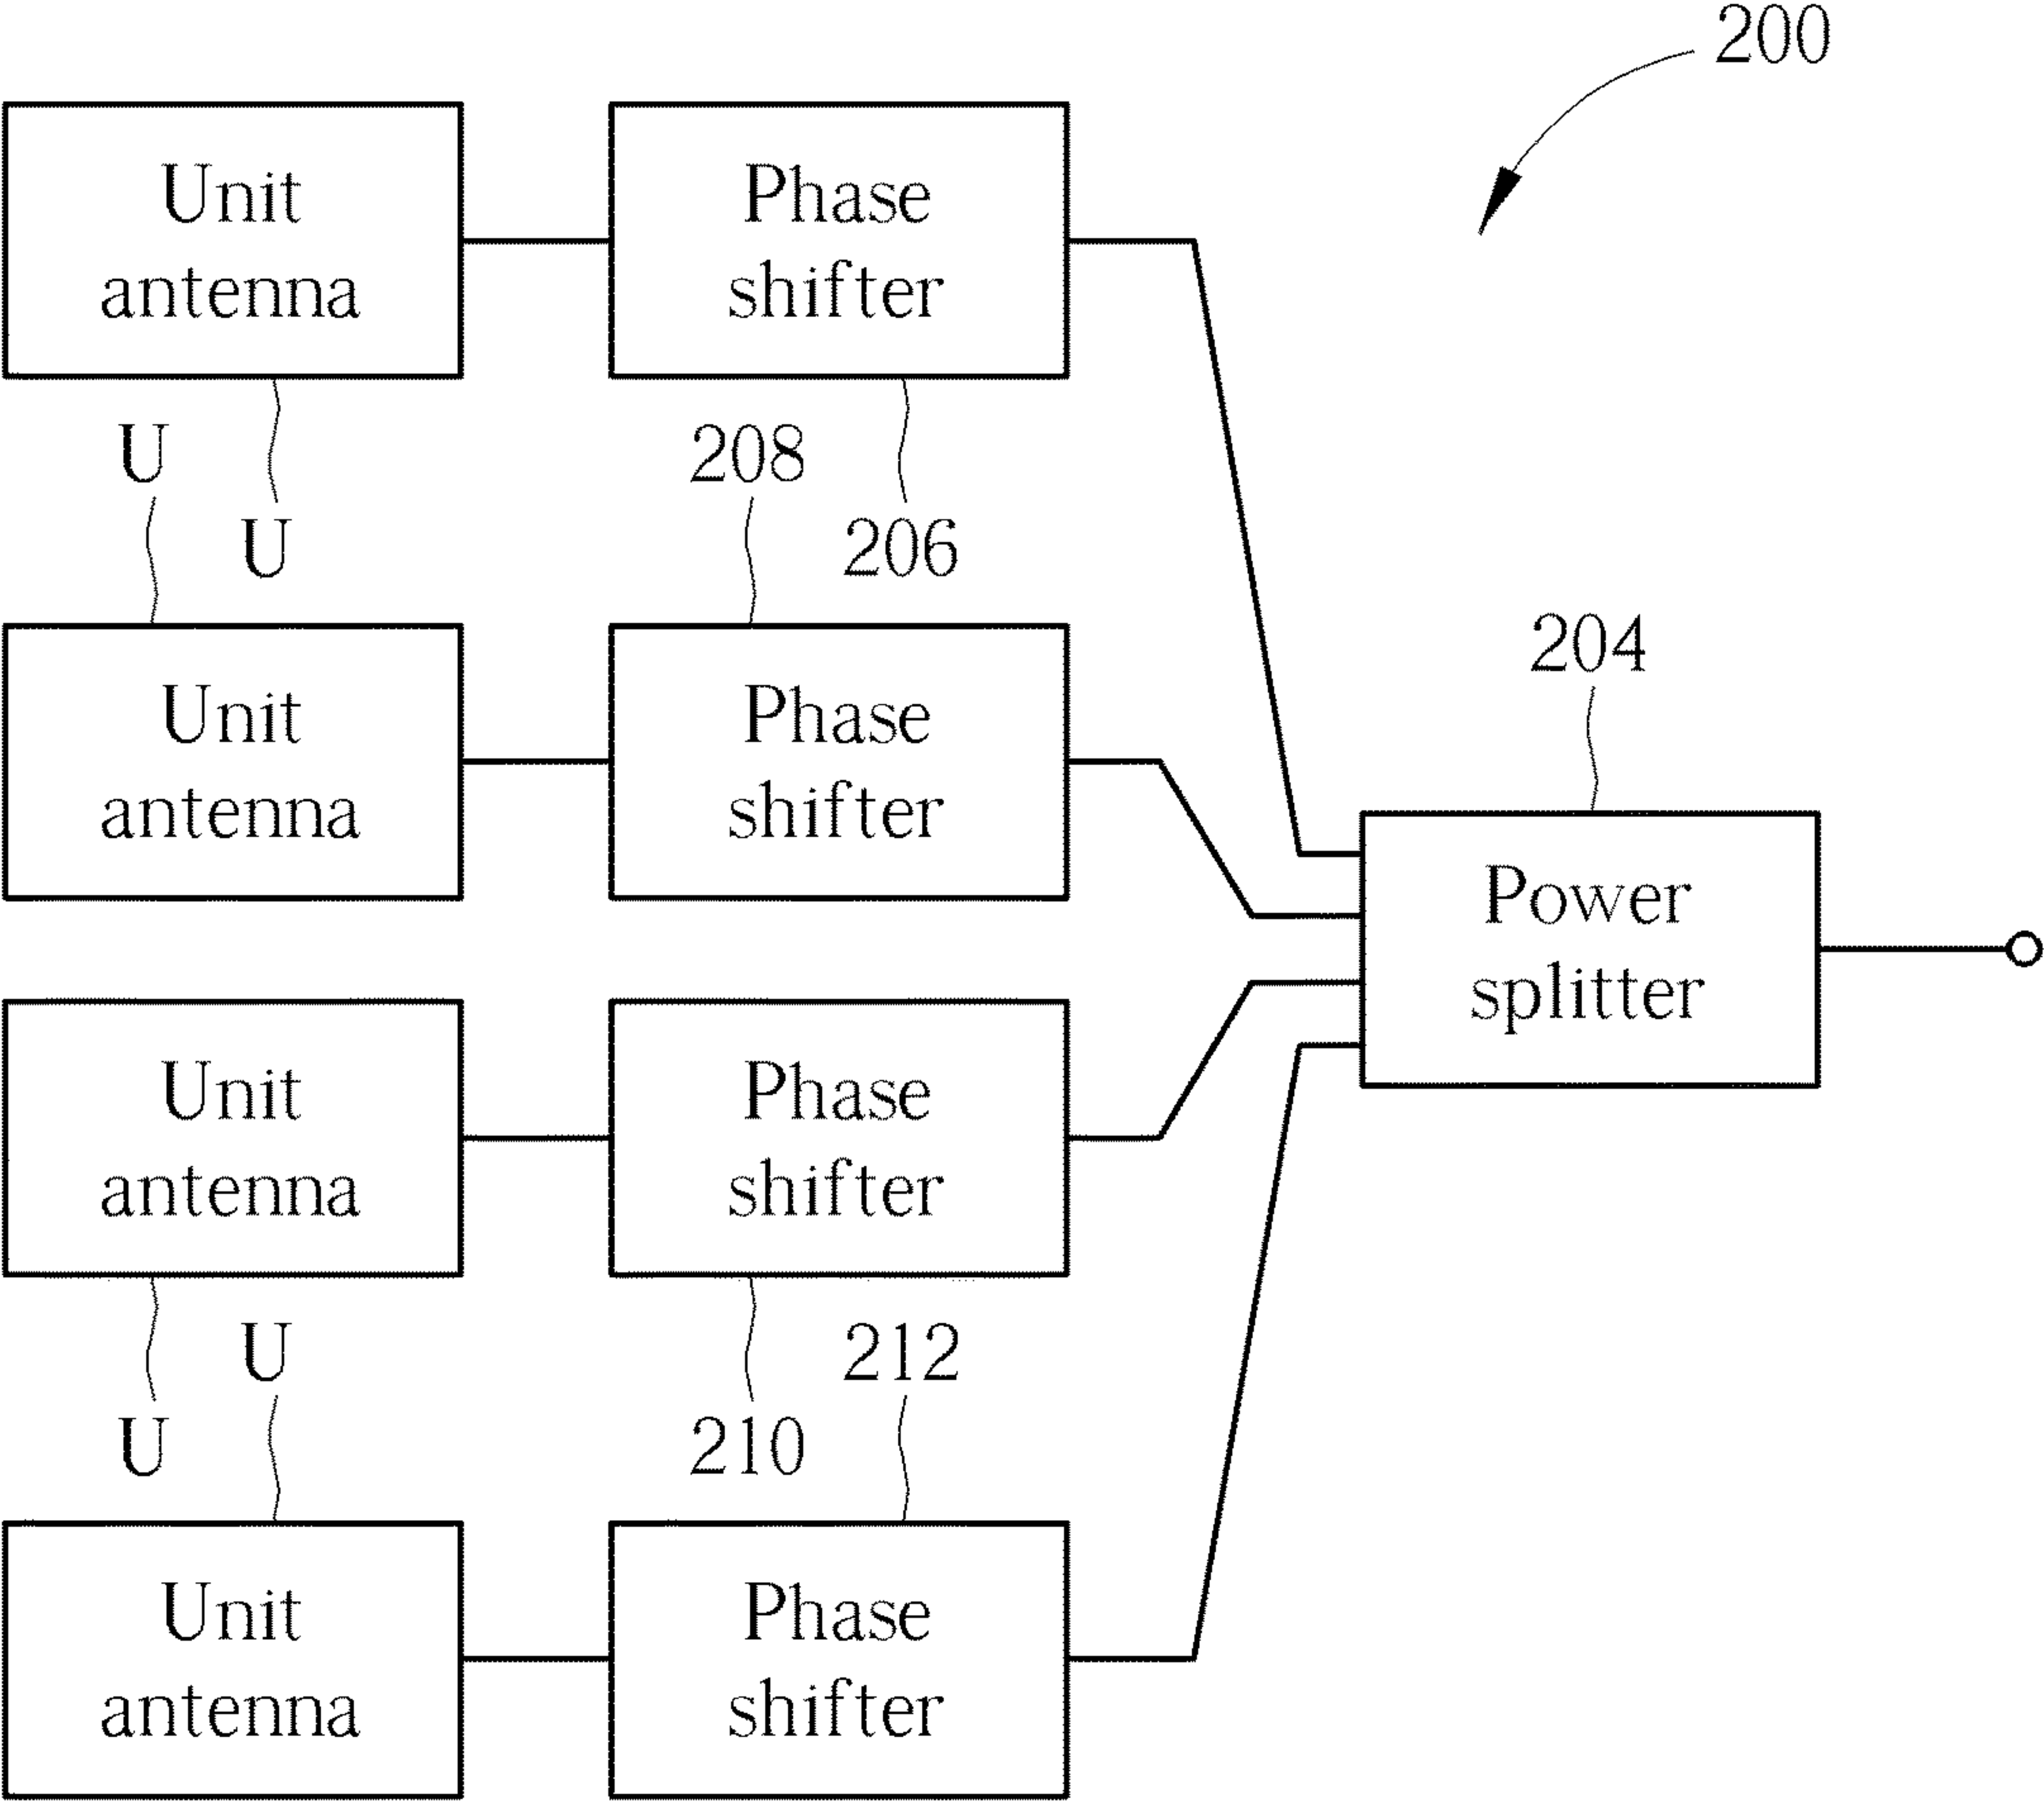 200
Unit
antenna
Phase
shifter
U
208
U
206
204
Unit
antenna
Phase
shifter
Power
splitter
Unit
antenna
Phase
shifter
U
212
U
210
Unit
antenna
Phase
shifter